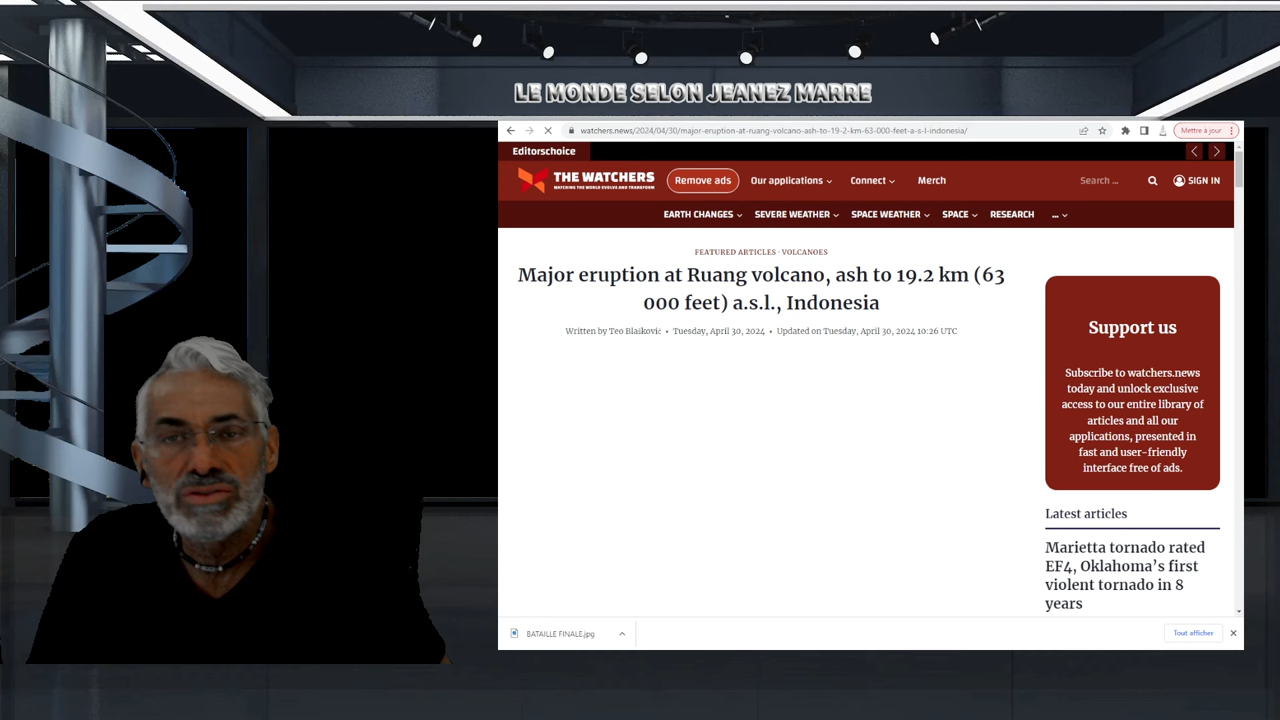 LE MONDE SELON JEANEZ MARRE
watchers.news/2024/04/30/major-eruption-at-ruang-volcano-ash-to-19-2-km-63-000-feet-a-s-l-indonesia/
Mettre à jour
Editorschoice
THE WATCHERS
WATCHING THE WORLD EVOLVE AND TRANSFORM
Remove ads
Our applications
Connect
Merch
Search ...
SIGN IN
EARTH CHANGES
SEVERE WEATHER
SPACE WEATHER
SPACE
RESEARCH
...
FEATURED ARTICLES · VOLCANOES
Major eruption at Ruang volcano, ash to 19.2 km (63
000 feet) a.s.l., Indonesia
Written by Teo Blašković • Tuesday, April 30, 2024 • Updated on Tuesday, April 30, 2024 10:26 UTC
Support us
Subscribe to watchers.news
today and unlock exclusive
access to our entire library of
articles and all our
applications, presented in
fast and user-friendly
interface free of ads.
Latest articles
Marietta tornado rated
EF4, Oklahoma’s first
violent tornado in 8
years
BATAILLE FINALE.jpg
Tout afficher